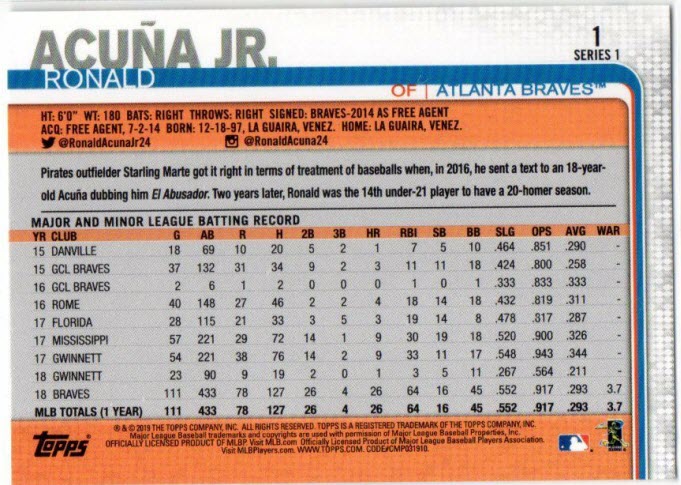 ACUÑA JR.
RONALD
1
SERIES 1
OF | ATLANTA BRAVES™
HT: 6'0" WT: 180 BATS: RIGHT THROWS: RIGHT SIGNED: BRAVES-2014 AS FREE AGENT
ACQ: FREE AGENT, 7-2-14 BORN: 12-18-97, LA GUAIRA, VENEZ. HOME: LA GUAIRA, VENEZ.
@RonaldAcunaJr24 @RonaldAcuna24
Pirates outfielder Starling Marte got it right in terms of treatment of baseballs when, in 2016, he sent a text to an 18-year-
old Acuña dubbing him El Abusador. Two years later, Ronald was the 14th under-21 player to have a 20-homer season.
MAJOR AND MINOR LEAGUE BATTING RECORD
YR CLUB G AB R H 2B 3B HR RBI SB BB SLG OPS AVG WAR
15 DANVILLE 18 69 10 20 5 2 1 7 5 10 .464 .851 .290 -
15 GCL BRAVES 37 132 31 34 9 2 3 11 11 18 .424 .800 .258 -
16 GCL BRAVES 2 6 1 2 0 0 0 1 0 1 .333 .833 .333 -
16 ROME 40 148 27 46 2 2 4 18 14 18 .432 .819 .311 -
17 FLORIDA 28 115 21 33 3 5 3 19 14 8 .478 .817 .287 -
17 MISSISSIPPI 57 221 29 72 14 1 9 30 19 18 .520 .900 .326 -
17 GWINNETT 54 221 38 76 14 2 9 33 11 17 .548 .943 .344 -
18 GWINNETT 23 90 9 19 2 0 1 3 5 11 .267 .564 .211 -
18 BRAVES 111 433 78 127 26 4 26 64 16 45 .552 .917 .293 3.7
MLB TOTALS (1 YEAR) 111 433 78 127 26 4 26 64 16 45 .552 .917 .293 3.7
topps
® & © 2019 THE TOPPS COMPANY, INC. ALL RIGHTS RESERVED. TOPPS IS A REGISTERED TRADEMARK OF THE TOPPS COMPANY, INC.
Major League Baseball trademarks and copyrights are used with permission of Major League Baseball Properties, Inc.
OFFICIALLY LICENSED PRODUCT OF MLBP. Visit MLB.com. Officially Licensed Product of Major League Baseball Players Association.
Visit MLBPlayers.com. WWW.TOPPS.COM. CODE#CMP031910.